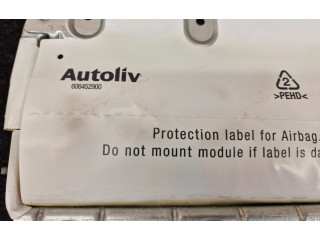 Autoliv
606452900
2
>PEHD<
Protection label for Airbag.
Do not mount module if label is da